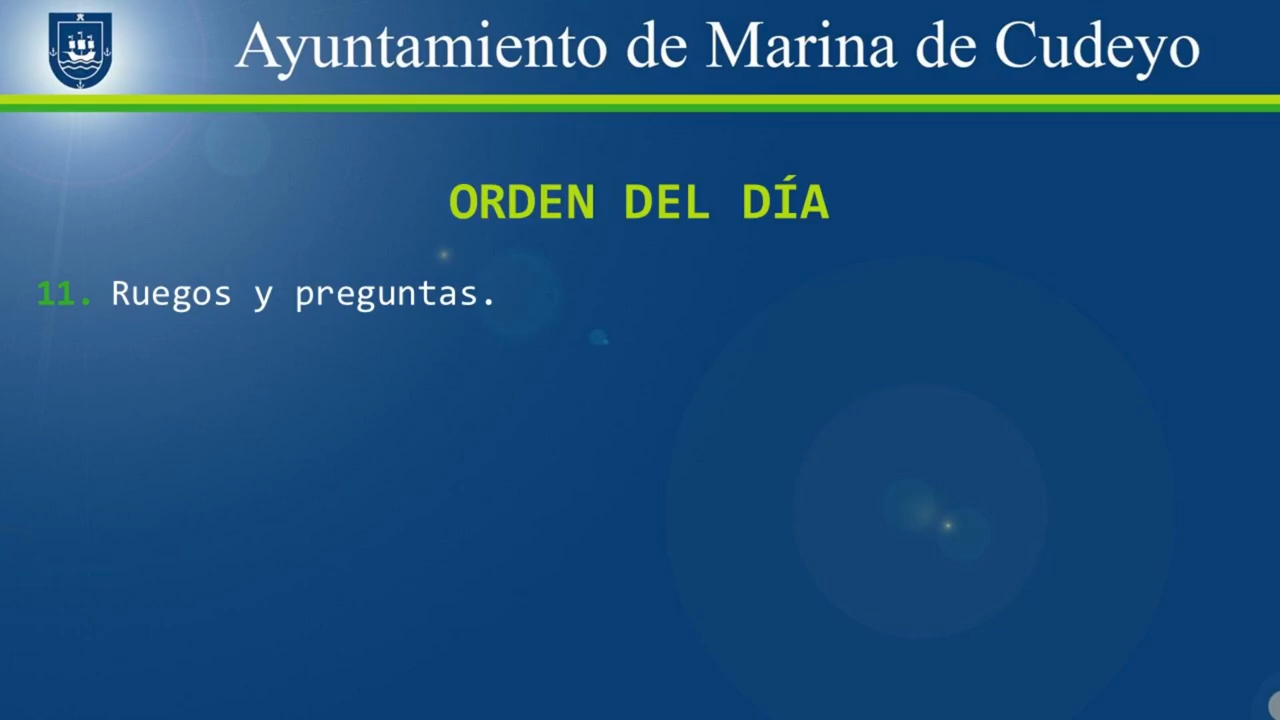 Ayuntamiento de Marina de Cudeyo
ORDEN DEL DÍA
11. Ruegos y preguntas.